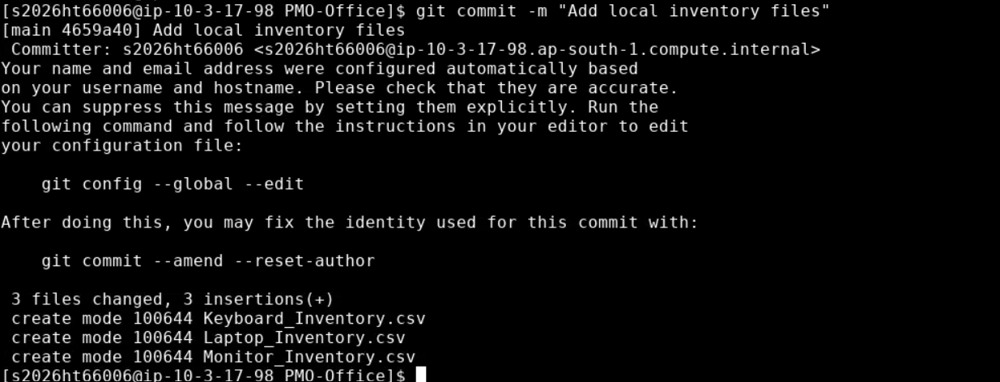 [s2026ht66006@ip-10-3-17-98 PMO-Office]$ git commit -m "Add local inventory files"
[main 4659a40] Add local inventory files
 Committer: s2026ht66006 <s2026ht66006@ip-10-3-17-98.ap-south-1.compute.internal>
Your name and email address were configured automatically based
on your username and hostname. Please check that they are accurate.
You can suppress this message by setting them explicitly. Run the
following command and follow the instructions in your editor to edit
your configuration file:

    git config --global --edit

After doing this, you may fix the identity used for this commit with:

    git commit --amend --reset-author

 3 files changed, 3 insertions(+)
 create mode 100644 Keyboard_Inventory.csv
 create mode 100644 Laptop_Inventory.csv
 create mode 100644 Monitor_Inventory.csv
[s2026ht66006@ip-10-3-17-98 PMO-Office]$